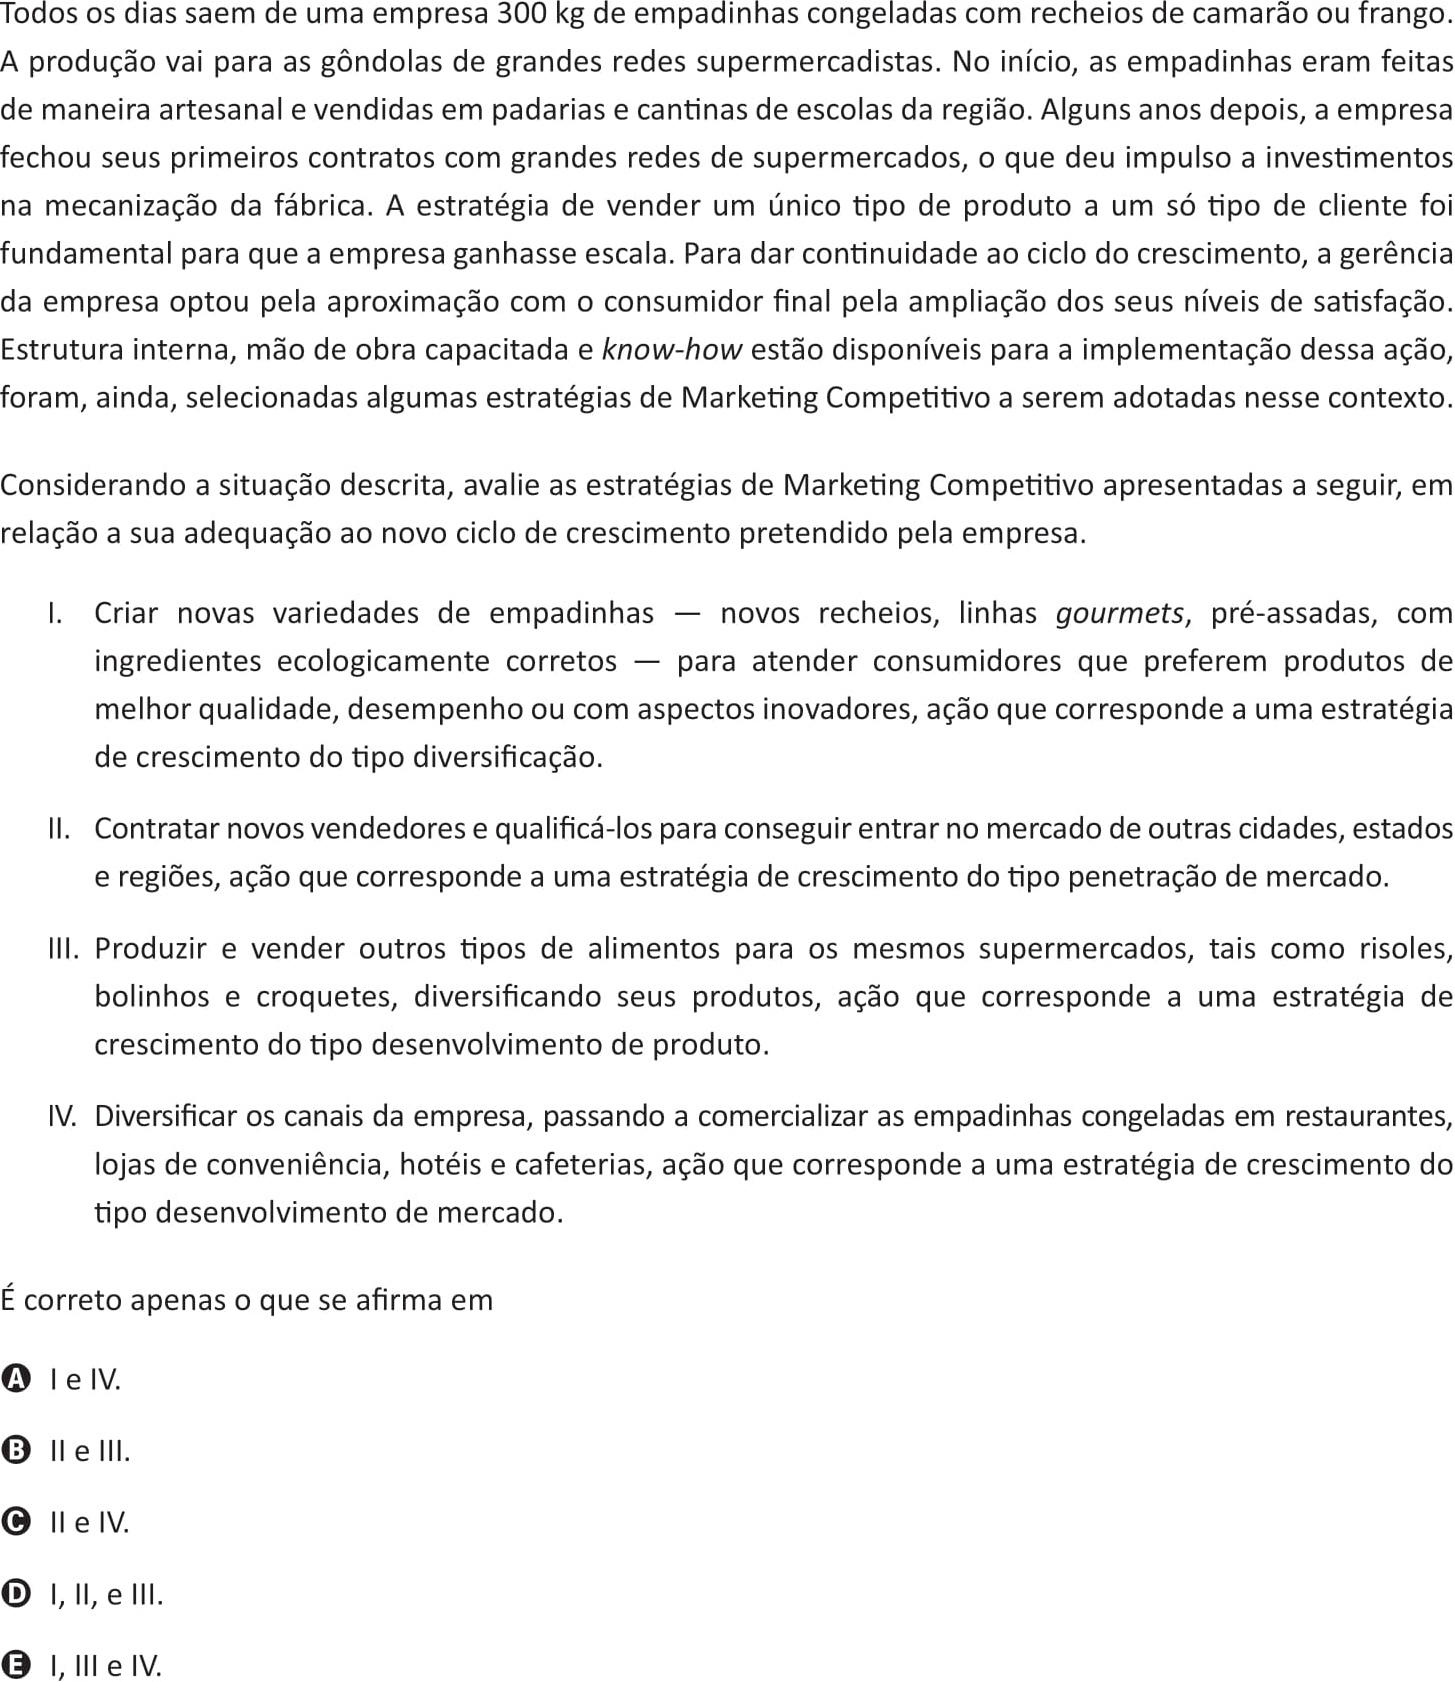 Todos os dias saem de uma empresa 300 kg de empadinhas congeladas com recheios de camarão ou frango.
A produção vai para as gôndolas de grandes redes supermercadistas. No início, as empadinhas eram feitas
de maneira artesanal e vendidas em padarias e cantinas de escolas da região. Alguns anos depois, a empresa
fechou seus primeiros contratos com grandes redes de supermercados, o que deu impulso a investimentos
na mecanização da fábrica. A estratégia de vender um único tipo de produto a um só tipo de cliente foi
fundamental para que a empresa ganhasse escala. Para dar continuidade ao ciclo do crescimento, a gerência
da empresa optou pela aproximação com o consumidor final pela ampliação dos seus níveis de satisfação.
Estrutura interna, mão de obra capacitada e know-how estão disponíveis para a implementação dessa ação,
foram, ainda, selecionadas algumas estratégias de Marketing Competitivo a serem adotadas nesse contexto.
Considerando a situação descrita, avalie as estratégias de Marketing Competitivo apresentadas a seguir, em
relação a sua adequação ao novo ciclo de crescimento pretendido pela empresa.
I. Criar novas variedades de empadinhas — novos recheios, linhas gourmets, pré-assadas, com
ingredientes ecologicamente corretos — para atender consumidores que preferem produtos de
melhor qualidade, desempenho ou com aspectos inovadores, ação que corresponde a uma estratégia
de crescimento do tipo diversificação.
II. Contratar novos vendedores e qualificá-los para conseguir entrar no mercado de outras cidades, estados
e regiões, ação que corresponde a uma estratégia de crescimento do tipo penetração de mercado.
III. Produzir e vender outros tipos de alimentos para os mesmos supermercados, tais como risoles,
bolinhos e croquetes, diversificando seus produtos, ação que corresponde a uma estratégia de
crescimento do tipo desenvolvimento de produto.
IV. Diversificar os canais da empresa, passando a comercializar as empadinhas congeladas em restaurantes,
lojas de conveniência, hotéis e cafeterias, ação que corresponde a uma estratégia de crescimento do
tipo desenvolvimento de mercado.
É correto apenas o que se afirma em
A I e IV.
B II e III.
C II e IV.
D I, II, e III.
E I, III e IV.